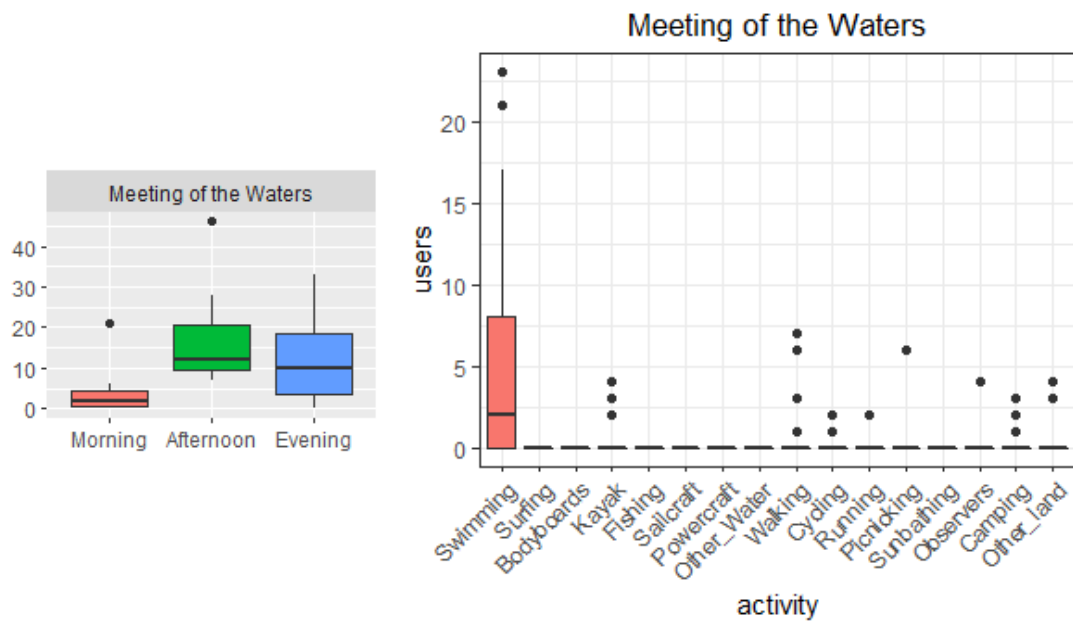 Meeting of the Waters
40
30
20
10
0
Morning Afternoon Evening
Meeting of the Waters
users
20
15
10
5
0
Swimming
Surfing
Bodyboards
Kayak
Fishing
Sailcraft
Powercraft
Other_Water
Walking
Cycling
Running
Picnicking
Sunbathing
Observers
Camping
Other_land
activity